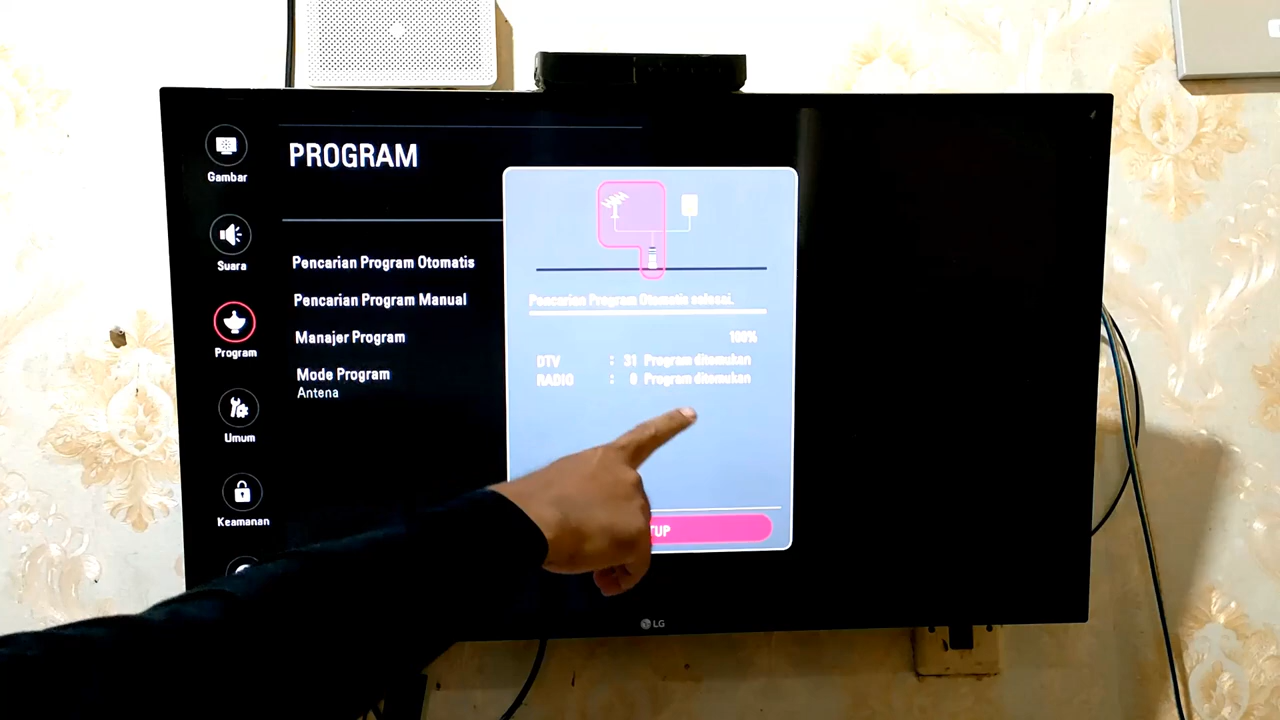 PROGRAM
Gambar
Suara
Program
Umum
Keamanan
Pencarian Program Otomatis
Pencarian Program Manual
Manajer Program
Mode Program
Antena
Pencarian Program Otomatis selesai.
100%
DTV : 31 Program ditemukan
RADIO : 0 Program ditemukan
TUP
LG